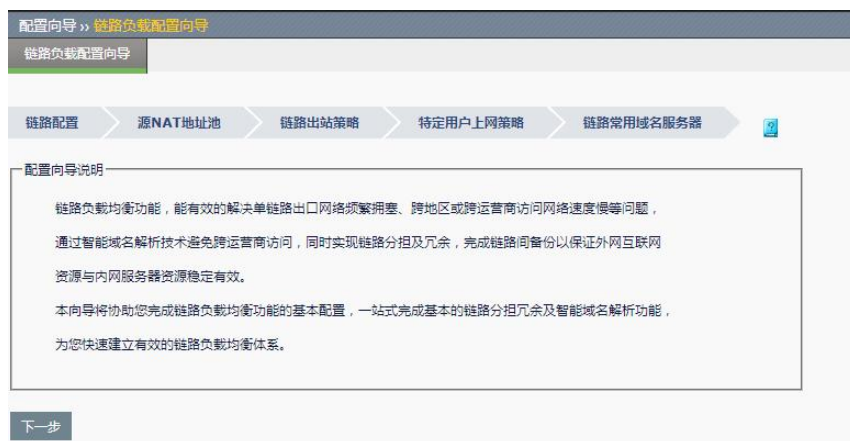 配置向导 ›› 链路负载配置向导
链路负载配置向导
链路配置 源NAT地址池 链路出站策略 特定用户上网策略 链路常用域名服务器
配置向导说明
链路负载均衡功能，能有效的解决单链路出口网络频繁拥塞、跨地区或跨运营商访问网络速度慢等问题，
通过智能域名解析技术避免跨运营商访问，同时实现链路分担及冗余，完成链路间备份以保证外网互联网
资源与内网服务器资源稳定有效。
本向导将协助您完成链路负载均衡功能的基本配置，一站式完成基本的链路分担冗余及智能域名解析功能，
为您快速建立有效的链路负载均衡体系。
下一步